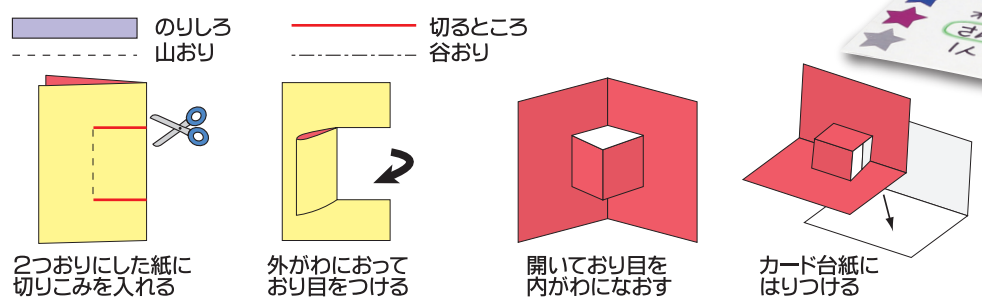 のりしろ
切るところ
山おり
谷おり
2つおりにした紙に
切りこみを入れる
外がわにおって
おり目をつける
開いており目を
内がわになおす
カード台紙に
はりつける